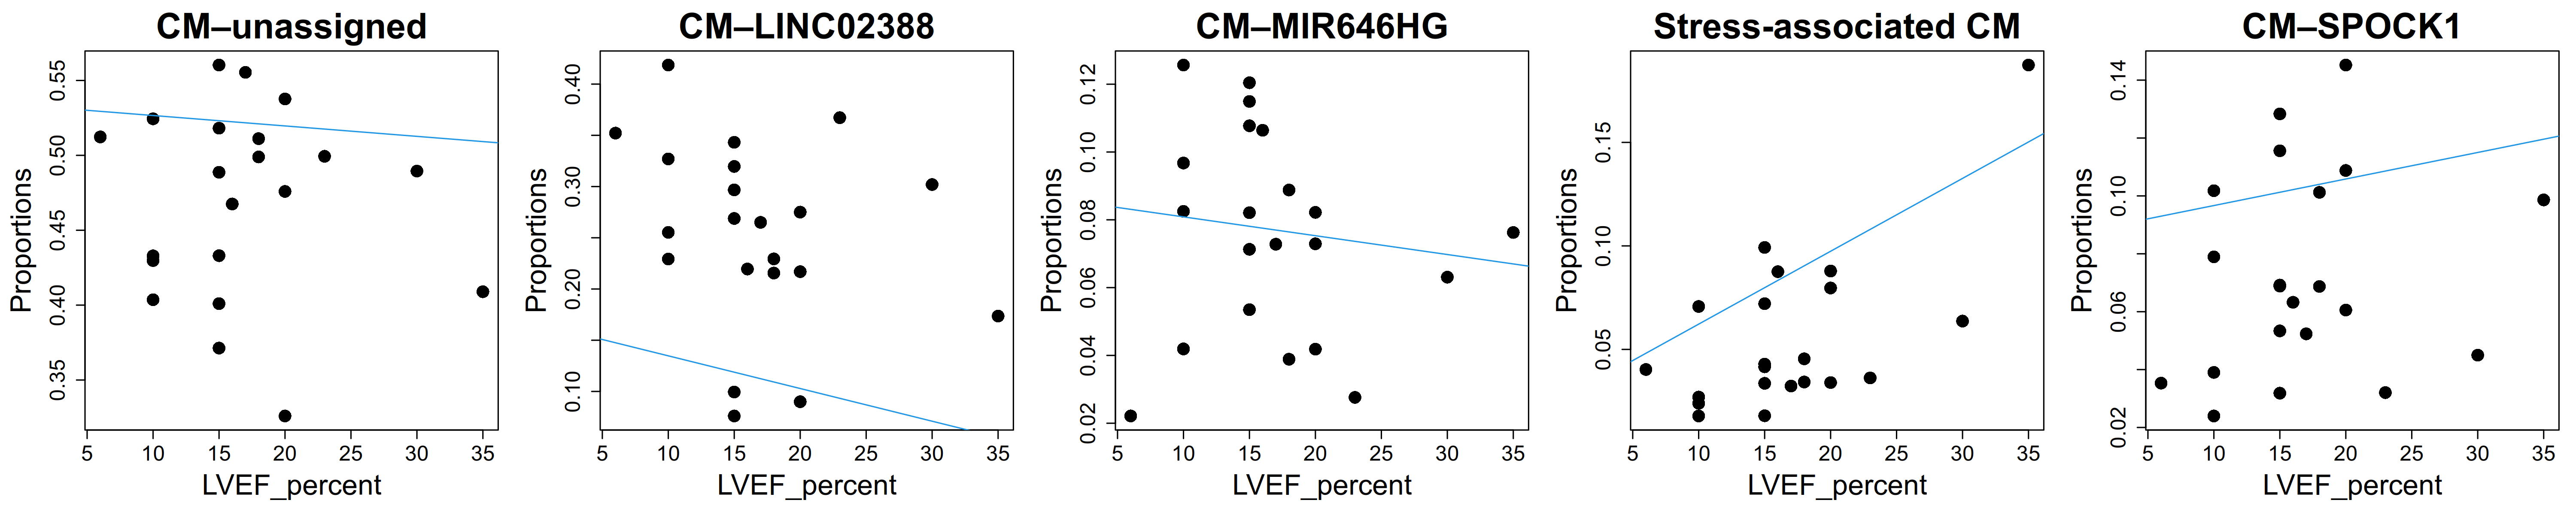 CM–unassigned
Proportions
0.35 0.40 0.45 0.50 0.55
5 10 15 20 25 30 35
LVEF_percent
CM–LINC02388
Proportions
0.10 0.20 0.30 0.40
5 10 15 20 25 30 35
LVEF_percent
CM–MIR646HG
Proportions
0.02 0.04 0.06 0.08 0.10 0.12
5 10 15 20 25 30 35
LVEF_percent
Stress-associated CM
Proportions
0.05 0.10 0.15
5 10 15 20 25 30 35
LVEF_percent
CM–SPOCK1
Proportions
0.02 0.06 0.10 0.14
5 10 15 20 25 30 35
LVEF_percent